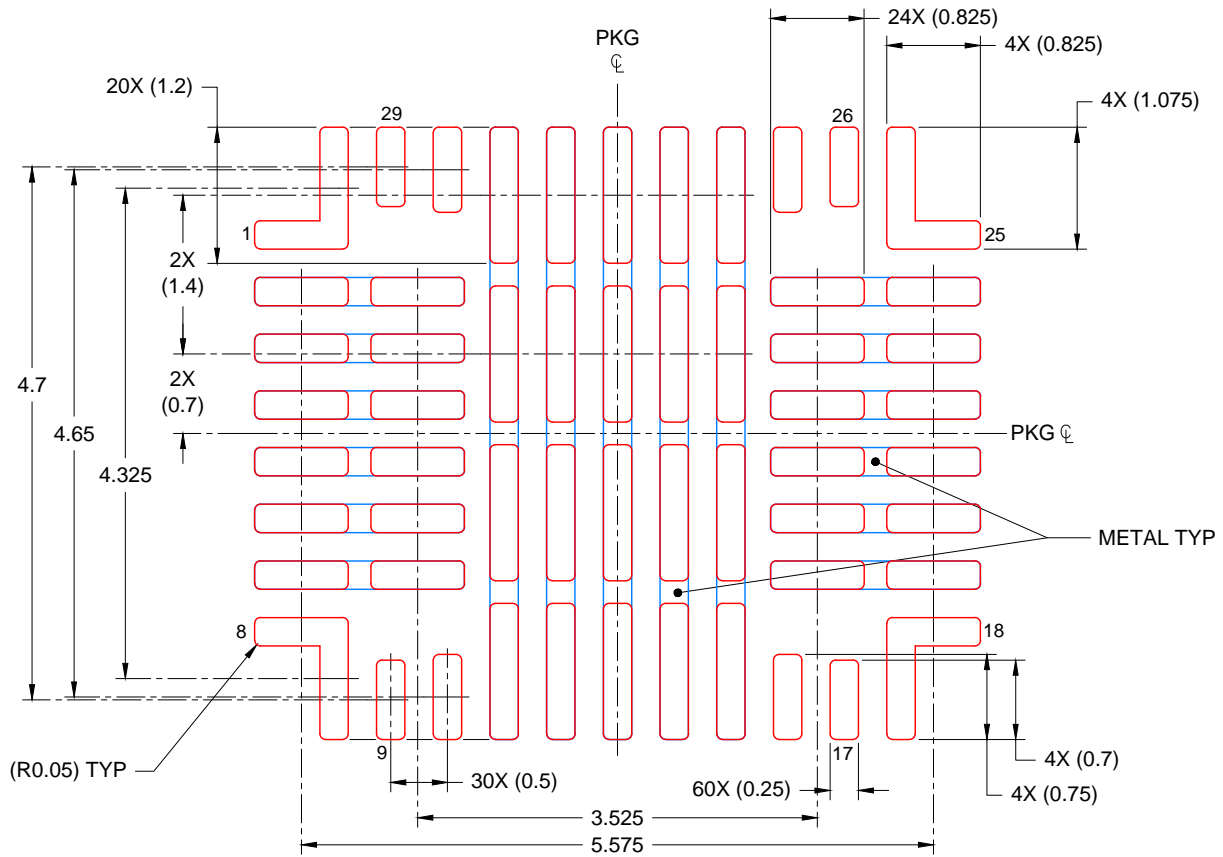 24X (0.825)
PKG
℄
4X (0.825)
20X (1.2)
4X (1.075)
29
26
1
25
2X
(1.4)
4.7
2X
(0.7)
4.65
PKG ℄
4.325
METAL TYP
8
18
9
17
(R0.05) TYP
30X (0.5)
60X (0.25)
4X (0.7)
4X (0.75)
3.525
5.575